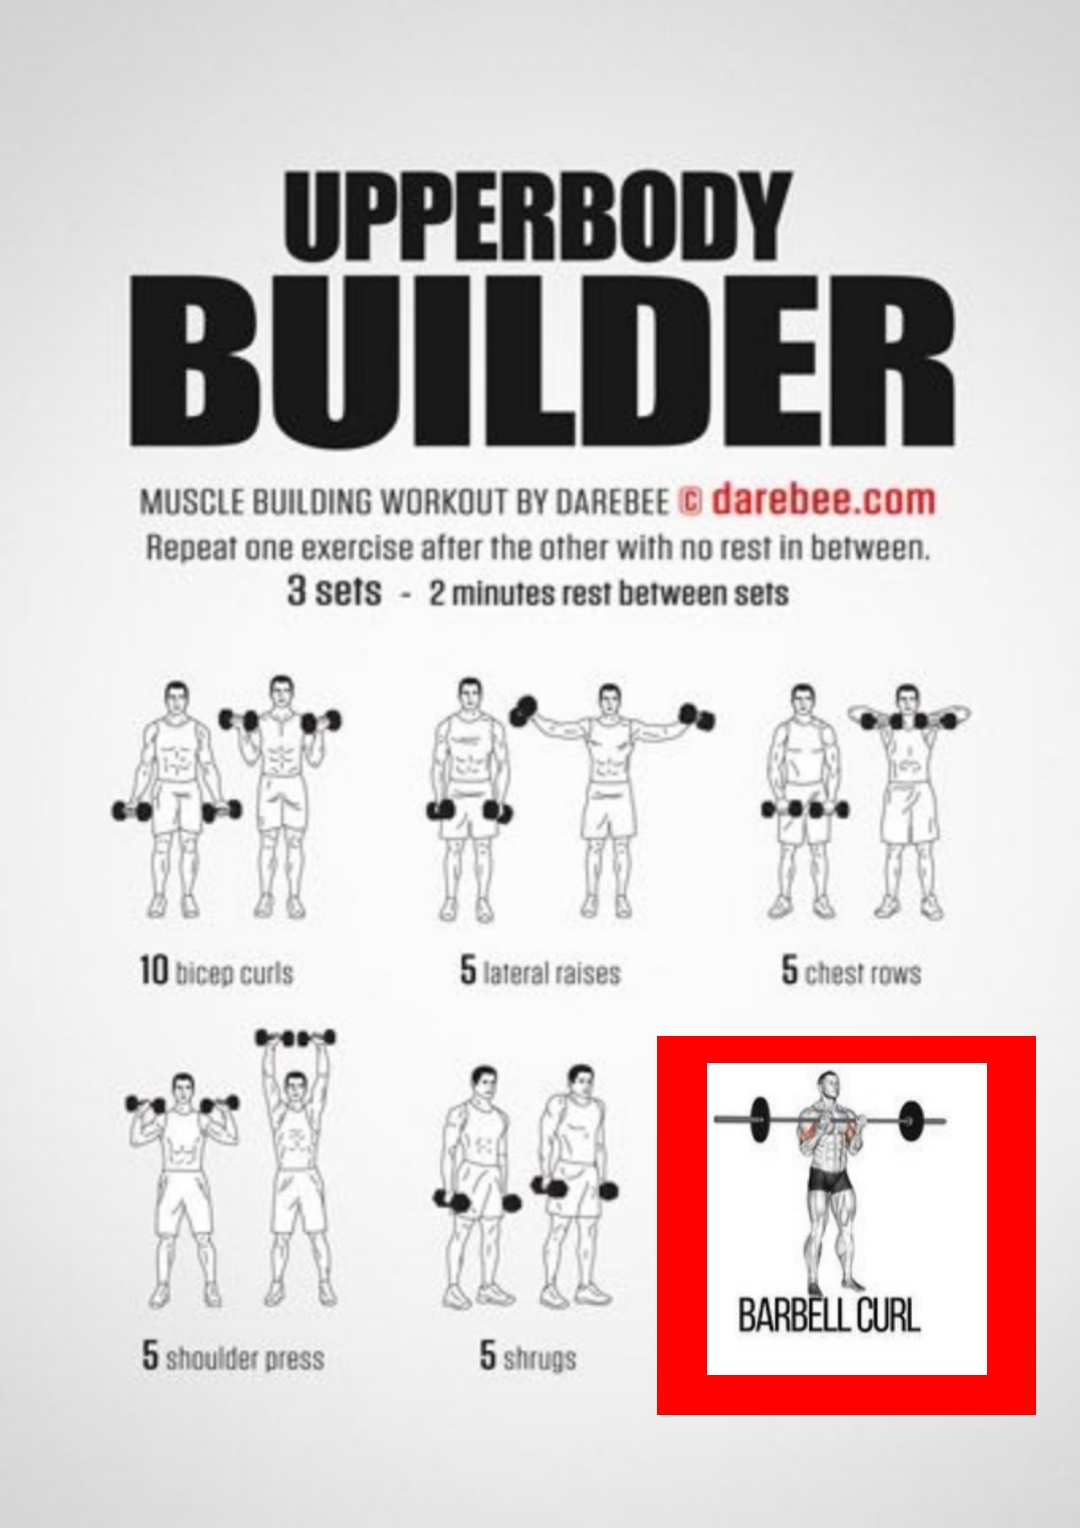 UPPERBODY
BUILDER
MUSCLE BUILDING WORKOUT BY DAREBEE © darebee.com
Repeat one exercise after the other with no rest in between.
3 sets - 2 minutes rest between sets
10 bicep curls
5 lateral raises
5 chest rows
5 shoulder press
5 shrugs
BARBELL CURL